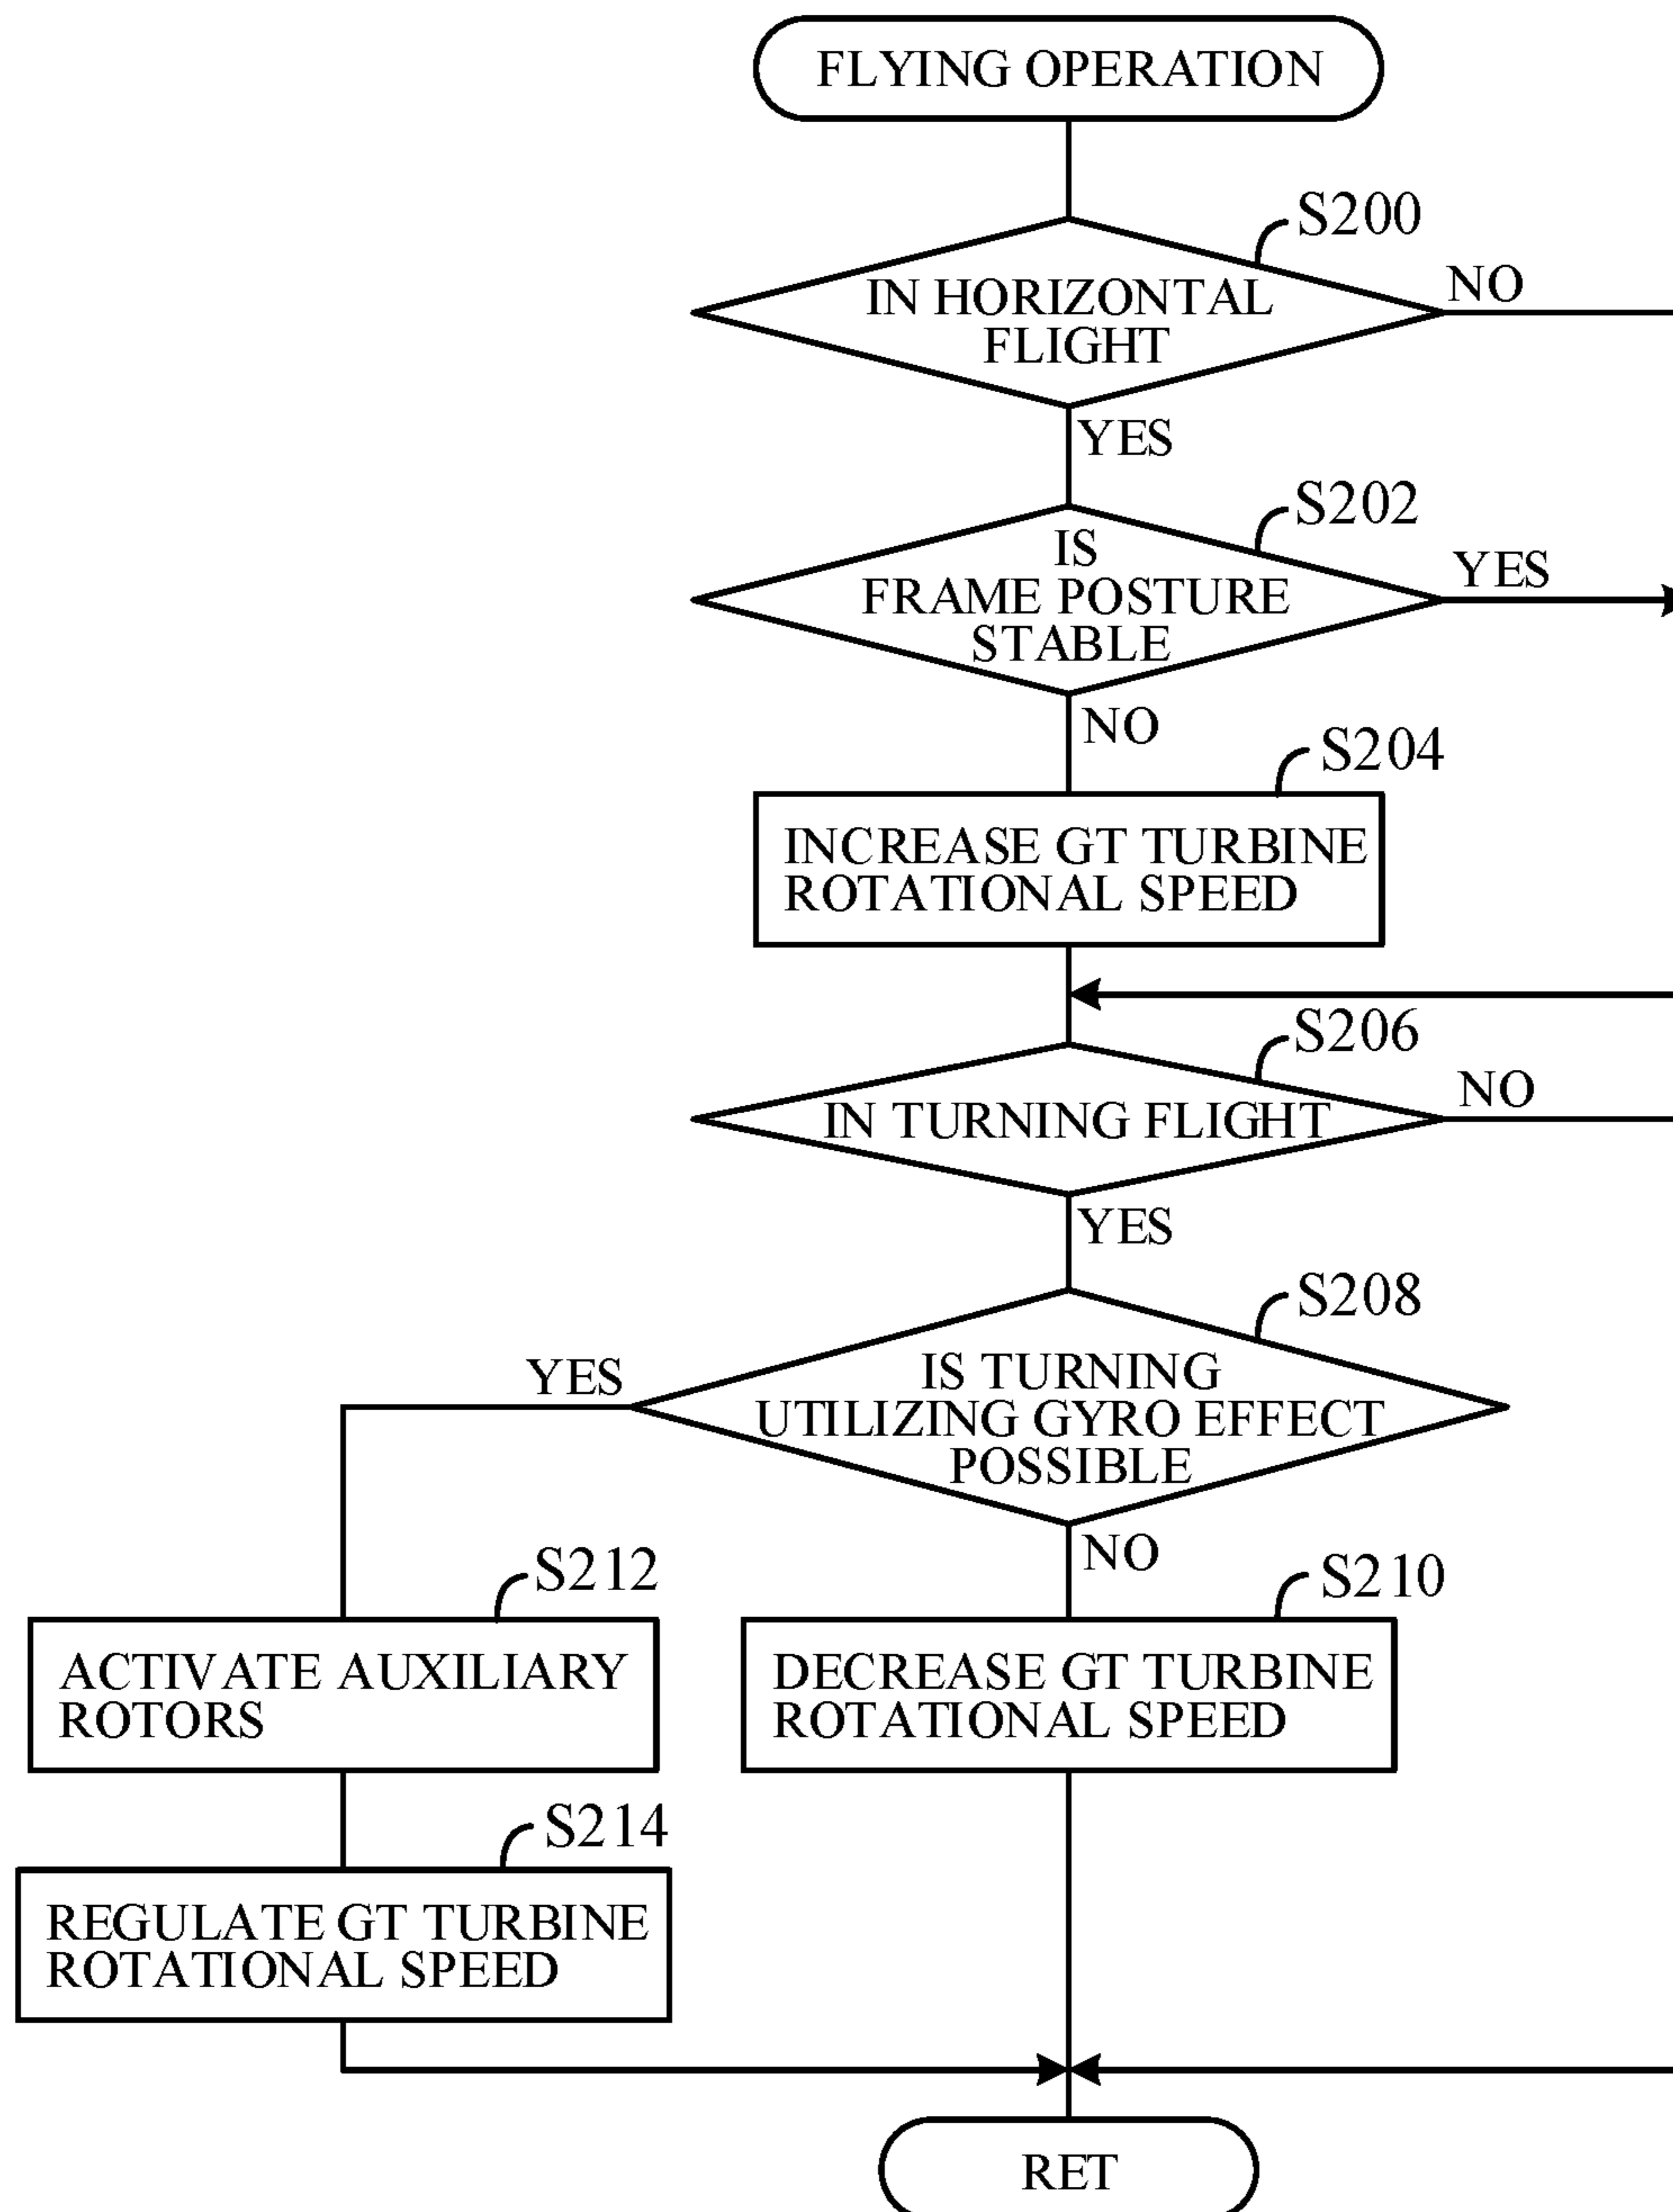 FLYING OPERATION
S200
IN HORIZONTAL
FLIGHT
NO
YES
S202
IS
FRAME POSTURE
STABLE
YES
NO
S204
INCREASE GT TURBINE
ROTATIONAL SPEED
S206
IN TURNING FLIGHT
NO
YES
S208
IS TURNING
UTILIZING GYRO EFFECT
POSSIBLE
YES
NO
S212
ACTIVATE AUXILIARY
ROTORS
S210
DECREASE GT TURBINE
ROTATIONAL SPEED
S214
REGULATE GT TURBINE
ROTATIONAL SPEED
RET